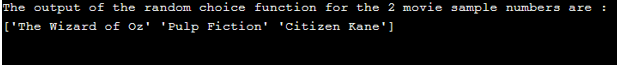 The output of the random choice function for the 2 movie sample numbers are :
['The Wizard of Oz' 'Pulp Fiction' 'Citizen Kane']